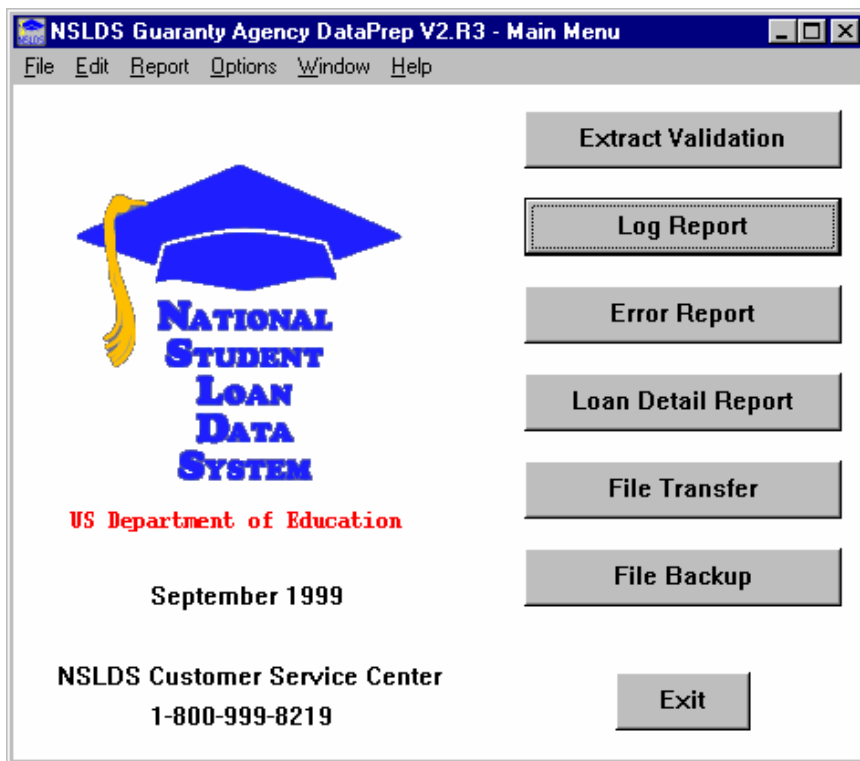 NSLDS Guaranty Agency DataPrep V2.R3 - Main Menu
File Edit Report Options Window Help
NATIONAL
STUDENT
LOAN
DATA
SYSTEM
US Department of Education
September 1999
NSLDS Customer Service Center
1-800-999-8219
Extract Validation
Log Report
Error Report
Loan Detail Report
File Transfer
File Backup
Exit